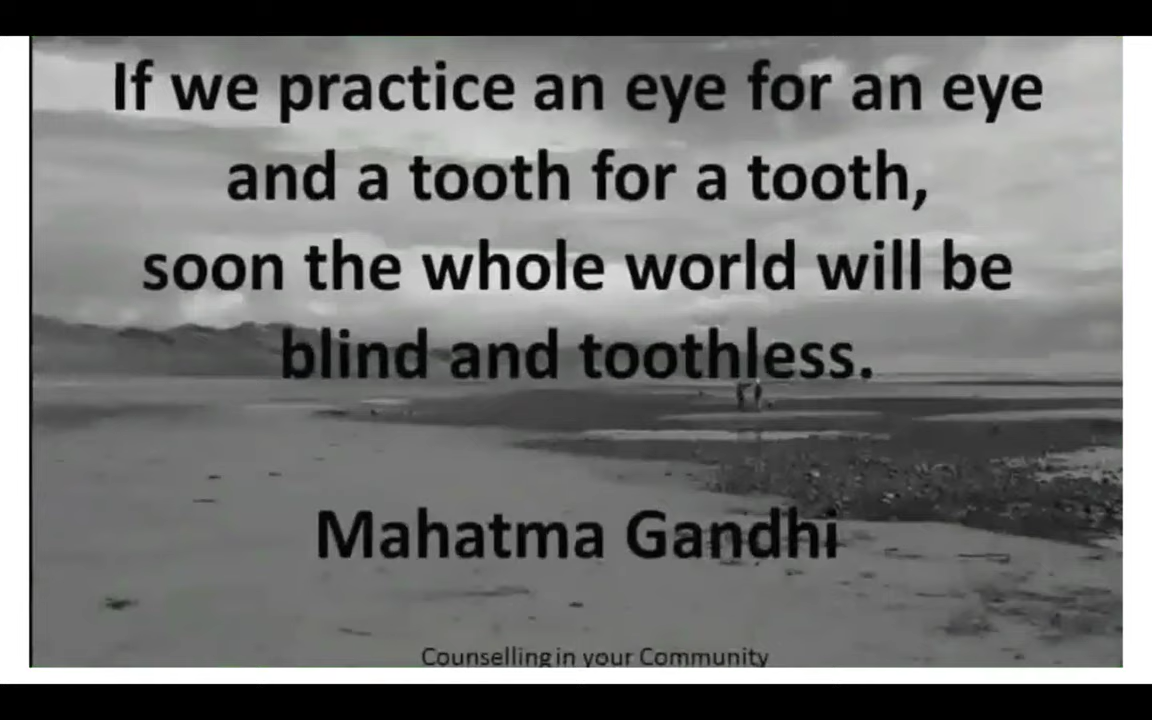 If we practice an eye for an eye
and a tooth for a tooth,
soon the whole world will be
blind and toothless.
Mahatma Gandhi
Counselling in your Community